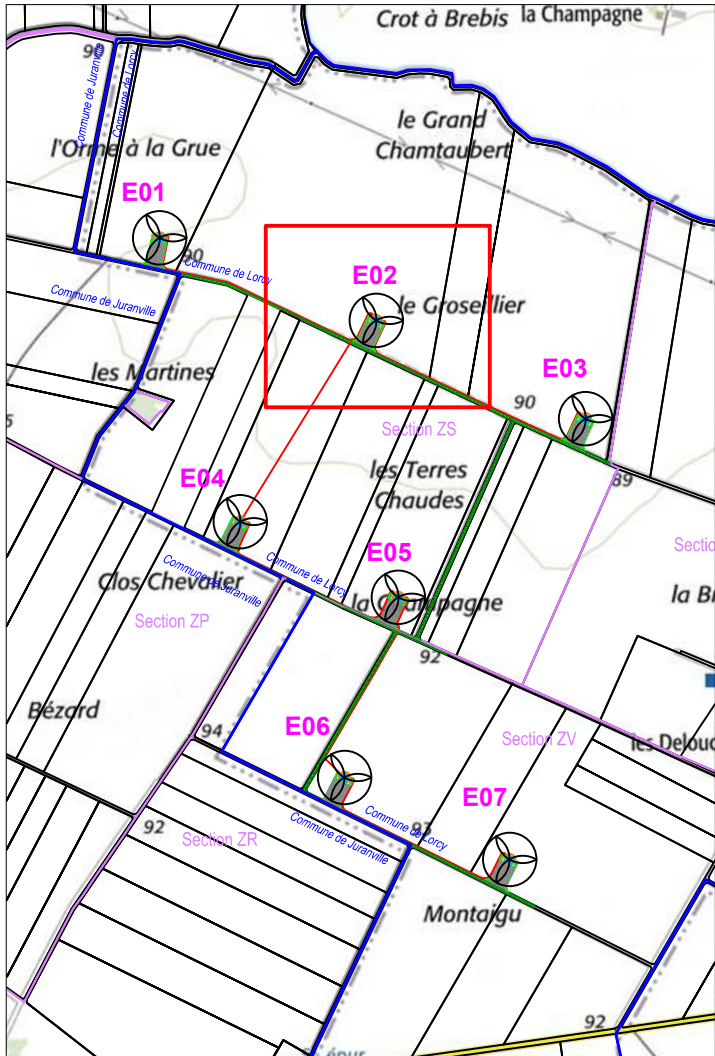 Crot à Brebis
la Champagne
90
Commune de Juranville
Commune de Lorcy
le Grand
Chamtaubert
l'Orme à la Grue
E01
90
Commune de Lorcy
E02
Commune de Juranville
le Groseillier
les Martines
E03
90
Section ZS
les Terres
Chaudes
89
E04
Clos Chevalier
Commune de Juranville
Commune de Lorcy
E05
la Champagne
Section ZP
92
Bézard
94
E06
Section ZV
E07
92
Section ZR
Commune de Juranville
Commune de Lorcy
93
Montaigu
92